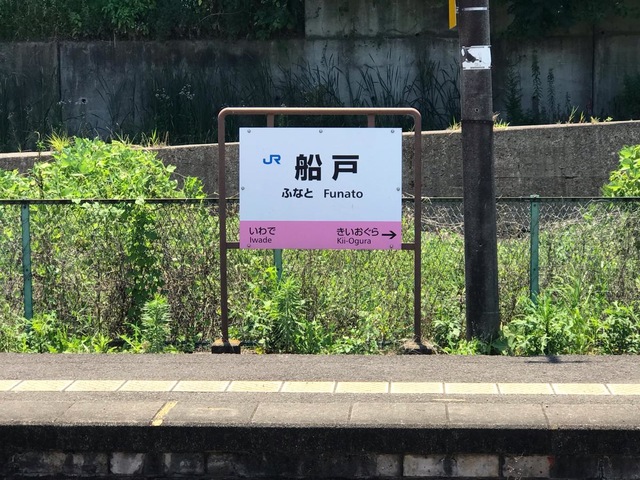 JR 船戸
ふなと Funato
いわで きいおぐら →
Iwade Kii-Ogura